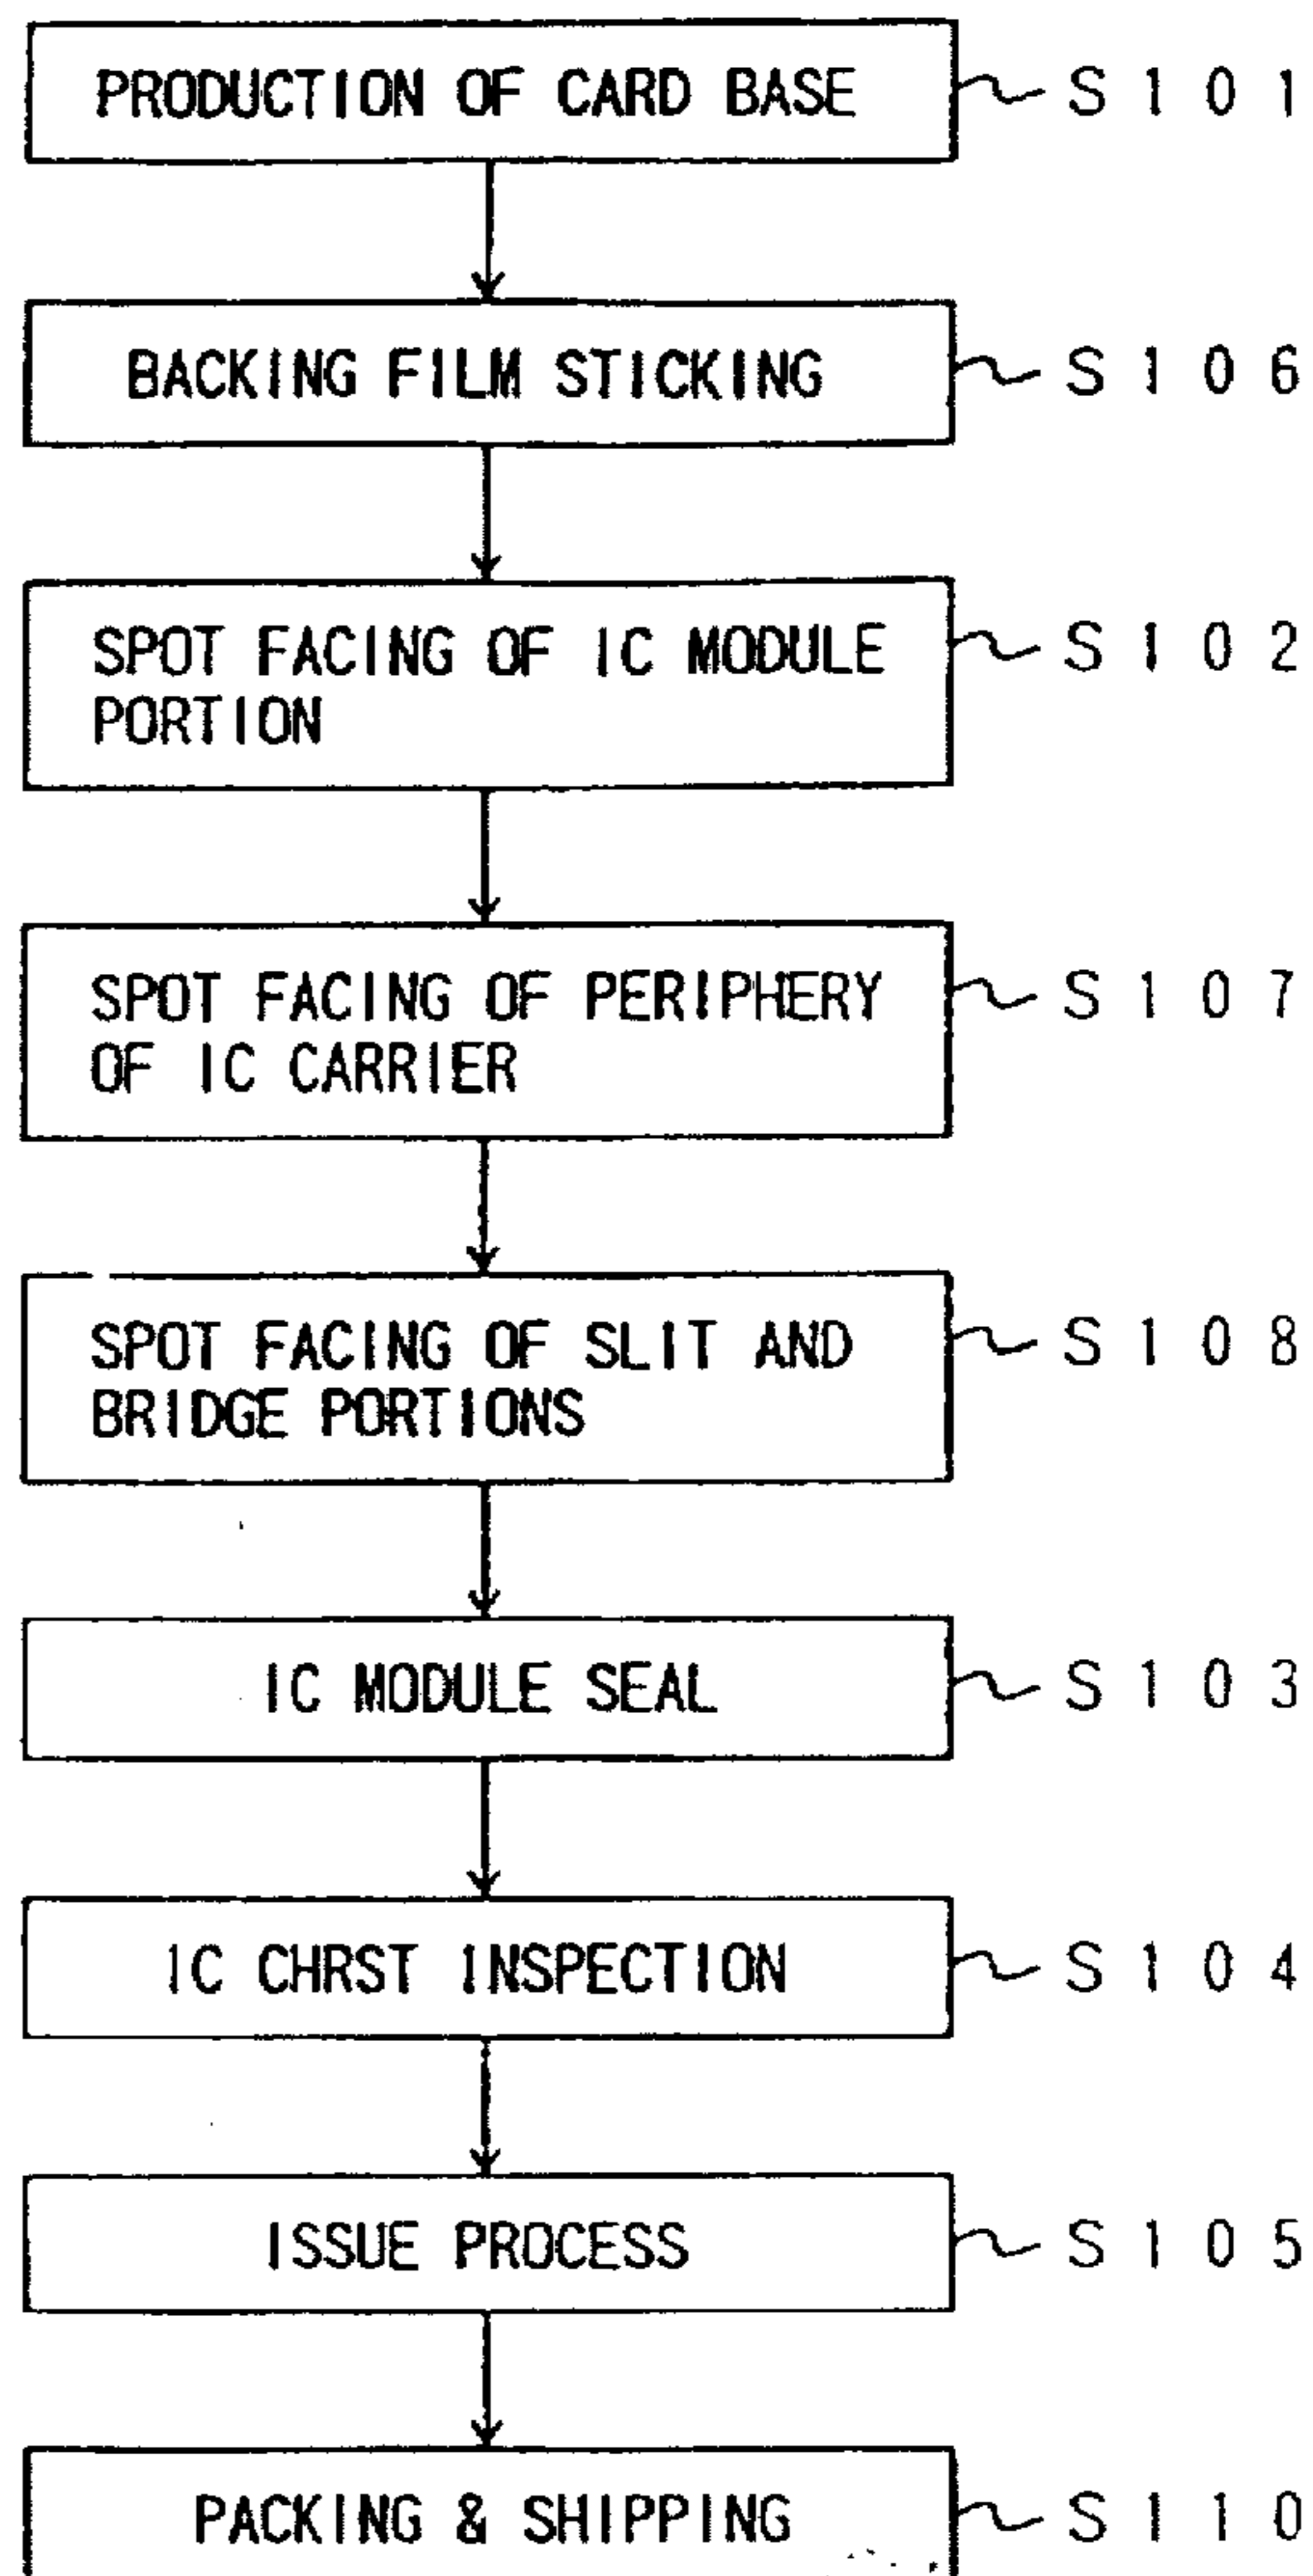 PRODUCTION OF CARD BASE S101
BACKING FILM STICKING S106
SPOT FACING OF IC MODULE S102
PORTION
SPOT FACING OF PERIPHERY S107
OF IC CARRIER
SPOT FACING OF SLIT AND S108
BRIDGE PORTIONS
IC MODULE SEAL S103
IC CHRST INSPECTION S104
ISSUE PROCESS S105
PACKING & SHIPPING S110